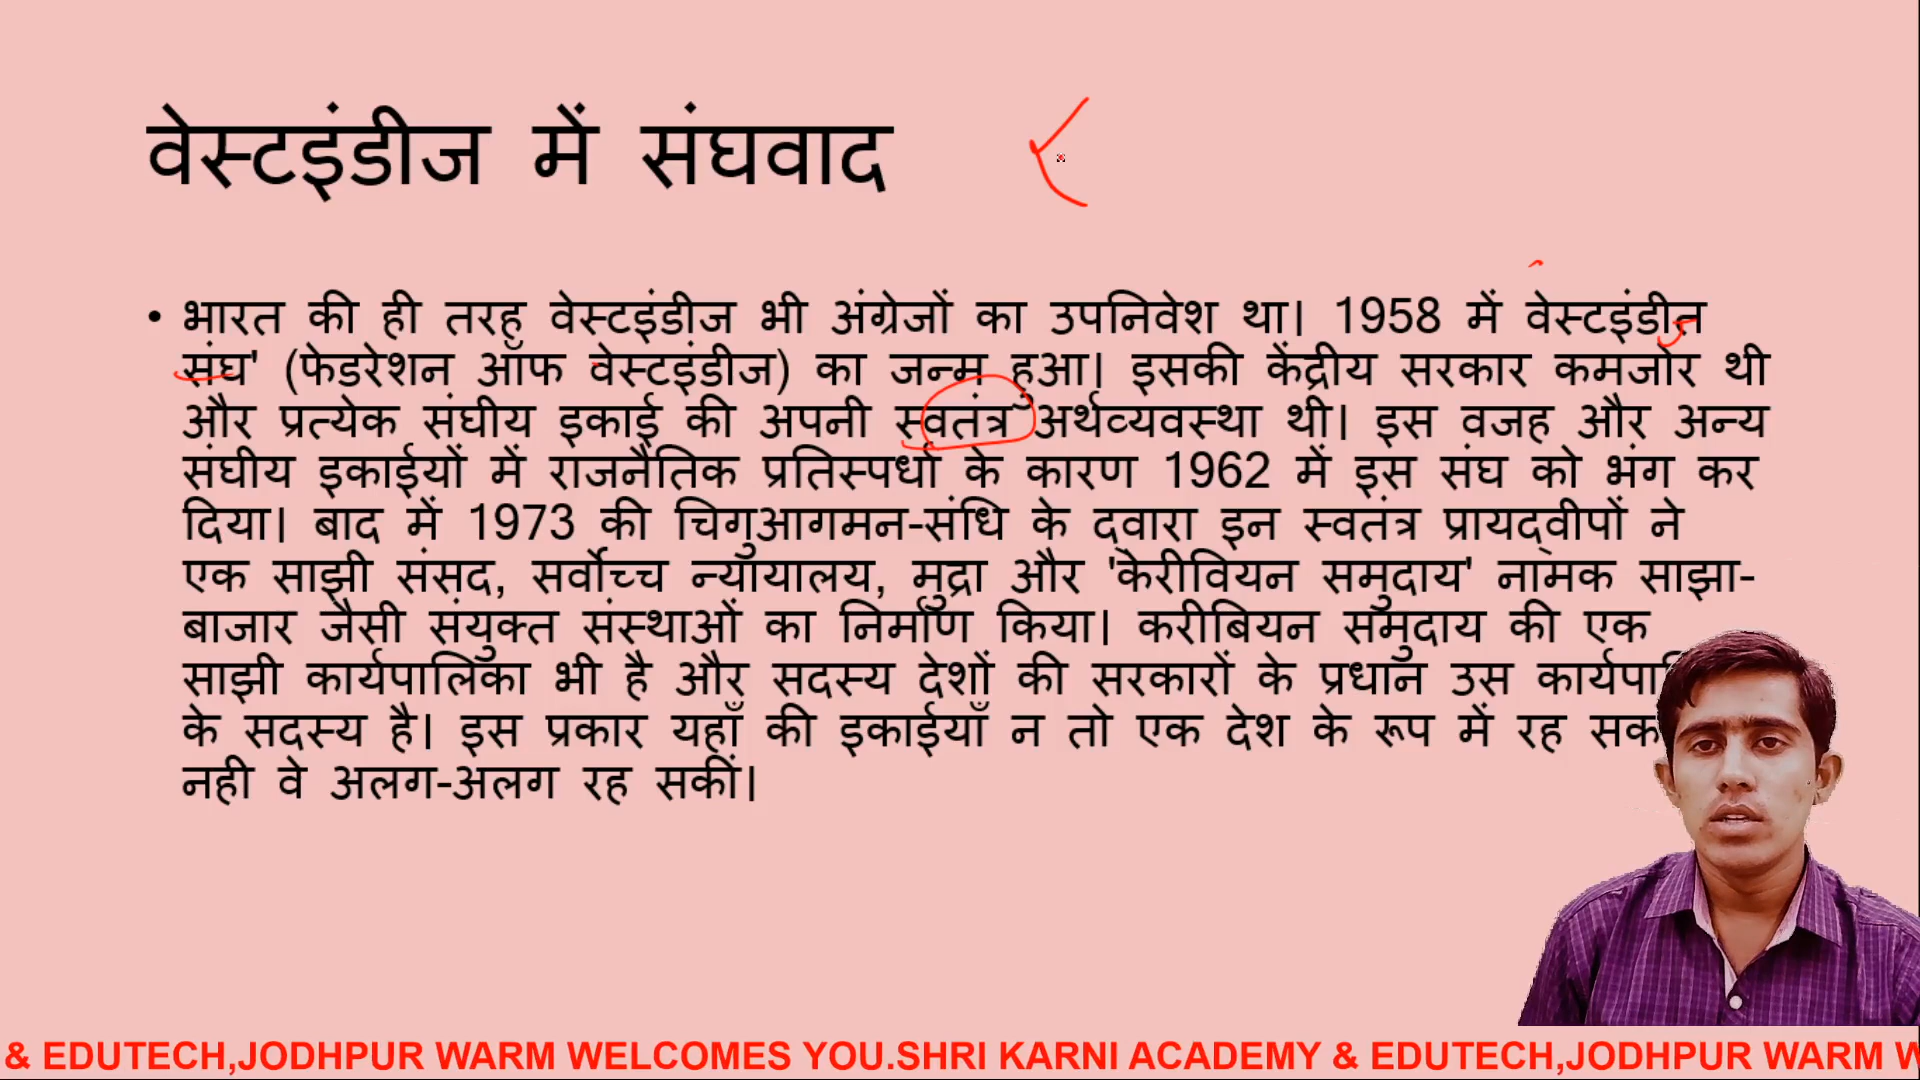 वेस्टइंडीज में संघवाद
• भारत की ही तरह वेस्टइंडीज भी अंग्रेजों का उपनिवेश था। 1958 में वेस्टइंडीन
संघ' (फेडरेशन ऑफ वेस्टइंडीज) का जन्म हुआ। इसकी केंद्रीय सरकार कमजोर थी
और प्रत्येक संघीय इकाई की अपनी स्वतंत्र अर्थव्यवस्था थी। इस वजह और अन्य
संघीय इकाईयों में राजनैतिक प्रतिस्पर्धा के कारण 1962 में इस संघ को भंग कर
दिया। बाद में 1973 की चिगुआगमन-संधि के द्वारा इन स्वतंत्र प्रायद्वीपों ने
एक साझी संसद, सर्वोच्च न्यायालय, मुद्रा और 'केरीवियन समुदाय' नामक साझा-
बाजार जैसी संयुक्त संस्थाओं का निर्माण किया। करीबियन समुदाय की एक
साझी कार्यपालिका भी है और सदस्य देशों की सरकारों के प्रधान उस
के सदस्य है। इस प्रकार यहाँ की इकाईयाँ न तो एक देश के रूप में रह
नही वे अलग-अलग रह सकीं।
& EDUTECH,JODHPUR WARM WELCOMES YOU.SHRI KARNI ACADEMY & EDUTECH,JODHPUR WARM